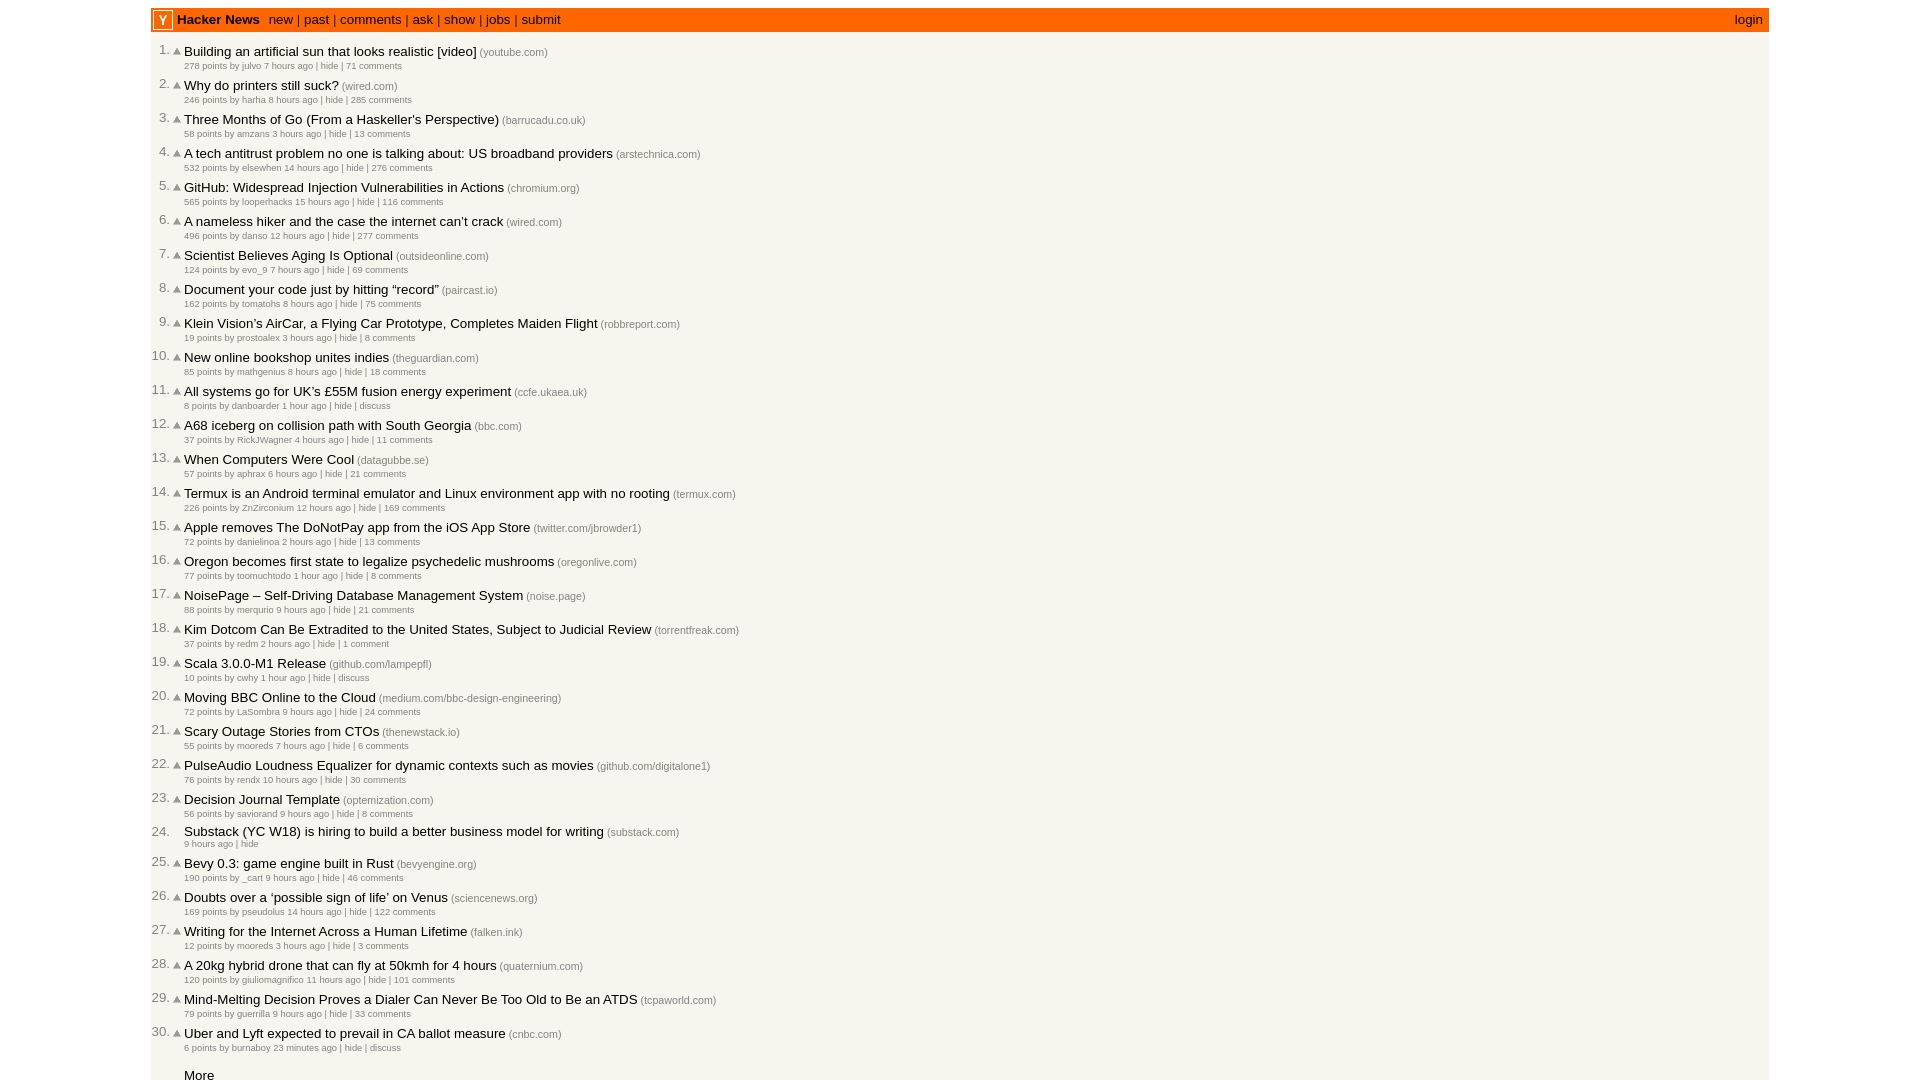 Y Hacker News new | past | comments | ask | show | jobs | submit login
1. Building an artificial sun that looks realistic [video] (youtube.com)
278 points by julvo 7 hours ago | hide | 71 comments
2. Why do printers still suck? (wired.com)
246 points by harha 8 hours ago | hide | 285 comments
3. Three Months of Go (From a Haskeller's Perspective) (barrucadu.co.uk)
58 points by amzans 3 hours ago | hide | 13 comments
4. A tech antitrust problem no one is talking about: US broadband providers (arstechnica.com)
532 points by elsewhen 14 hours ago | hide | 276 comments
5. GitHub: Widespread Injection Vulnerabilities in Actions (chromium.org)
565 points by looperhacks 15 hours ago | hide | 116 comments
6. A nameless hiker and the case the internet can’t crack (wired.com)
496 points by danso 12 hours ago | hide | 277 comments
7. Scientist Believes Aging Is Optional (outsideonline.com)
124 points by evo_9 7 hours ago | hide | 69 comments
8. Document your code just by hitting “record” (paircast.io)
162 points by tomatohs 8 hours ago | hide | 75 comments
9. Klein Vision’s AirCar, a Flying Car Prototype, Completes Maiden Flight (robbreport.com)
19 points by prostoalex 3 hours ago | hide | 8 comments
10. New online bookshop unites indies (theguardian.com)
85 points by mathgenius 8 hours ago | hide | 18 comments
11. All systems go for UK’s £55M fusion energy experiment (ccfe.ukaea.uk)
8 points by danboarder 1 hour ago | hide | discuss
12. A68 iceberg on collision path with South Georgia (bbc.com)
37 points by RickJWagner 4 hours ago | hide | 11 comments
13. When Computers Were Cool (datagubbe.se)
57 points by aphrax 6 hours ago | hide | 21 comments
14. Termux is an Android terminal emulator and Linux environment app with no rooting (termux.com)
226 points by ZnZirconium 12 hours ago | hide | 169 comments
15. Apple removes The DoNotPay app from the iOS App Store (twitter.com/jbrowder1)
72 points by danielinoa 2 hours ago | hide | 13 comments
16. Oregon becomes first state to legalize psychedelic mushrooms (oregonlive.com)
77 points by toomuchtodo 1 hour ago | hide | 8 comments
17. NoisePage – Self-Driving Database Management System (noise.page)
88 points by merqurio 9 hours ago | hide | 21 comments
18. Kim Dotcom Can Be Extradited to the United States, Subject to Judicial Review (torrentfreak.com)
37 points by redm 2 hours ago | hide | 1 comment
19. Scala 3.0.0-M1 Release (github.com/lampepfl)
10 points by cwhy 1 hour ago | hide | discuss
20. Moving BBC Online to the Cloud (medium.com/bbc-design-engineering)
72 points by LaSombra 9 hours ago | hide | 24 comments
21. Scary Outage Stories from CTOs (thenewstack.io)
55 points by mooreds 7 hours ago | hide | 6 comments
22. PulseAudio Loudness Equalizer for dynamic contexts such as movies (github.com/digitalone1)
76 points by rendx 10 hours ago | hide | 30 comments
23. Decision Journal Template (optemization.com)
56 points by saviorand 9 hours ago | hide | 8 comments
24. Substack (YC W18) is hiring to build a better business model for writing (substack.com)
9 hours ago | hide
25. Bevy 0.3: game engine built in Rust (bevyengine.org)
190 points by _cart 9 hours ago | hide | 46 comments
26. Doubts over a ‘possible sign of life’ on Venus (sciencenews.org)
169 points by pseudolus 14 hours ago | hide | 122 comments
27. Writing for the Internet Across a Human Lifetime (falken.ink)
12 points by mooreds 3 hours ago | hide | 3 comments
28. A 20kg hybrid drone that can fly at 50kmh for 4 hours (quaternium.com)
120 points by giuliomagnifico 11 hours ago | hide | 101 comments
29. Mind-Melting Decision Proves a Dialer Can Never Be Too Old to Be an ATDS (tcpaworld.com)
79 points by guerrilla 9 hours ago | hide | 33 comments
30. Uber and Lyft expected to prevail in CA ballot measure (cnbc.com)
6 points by burnaboy 23 minutes ago | hide | discuss
More